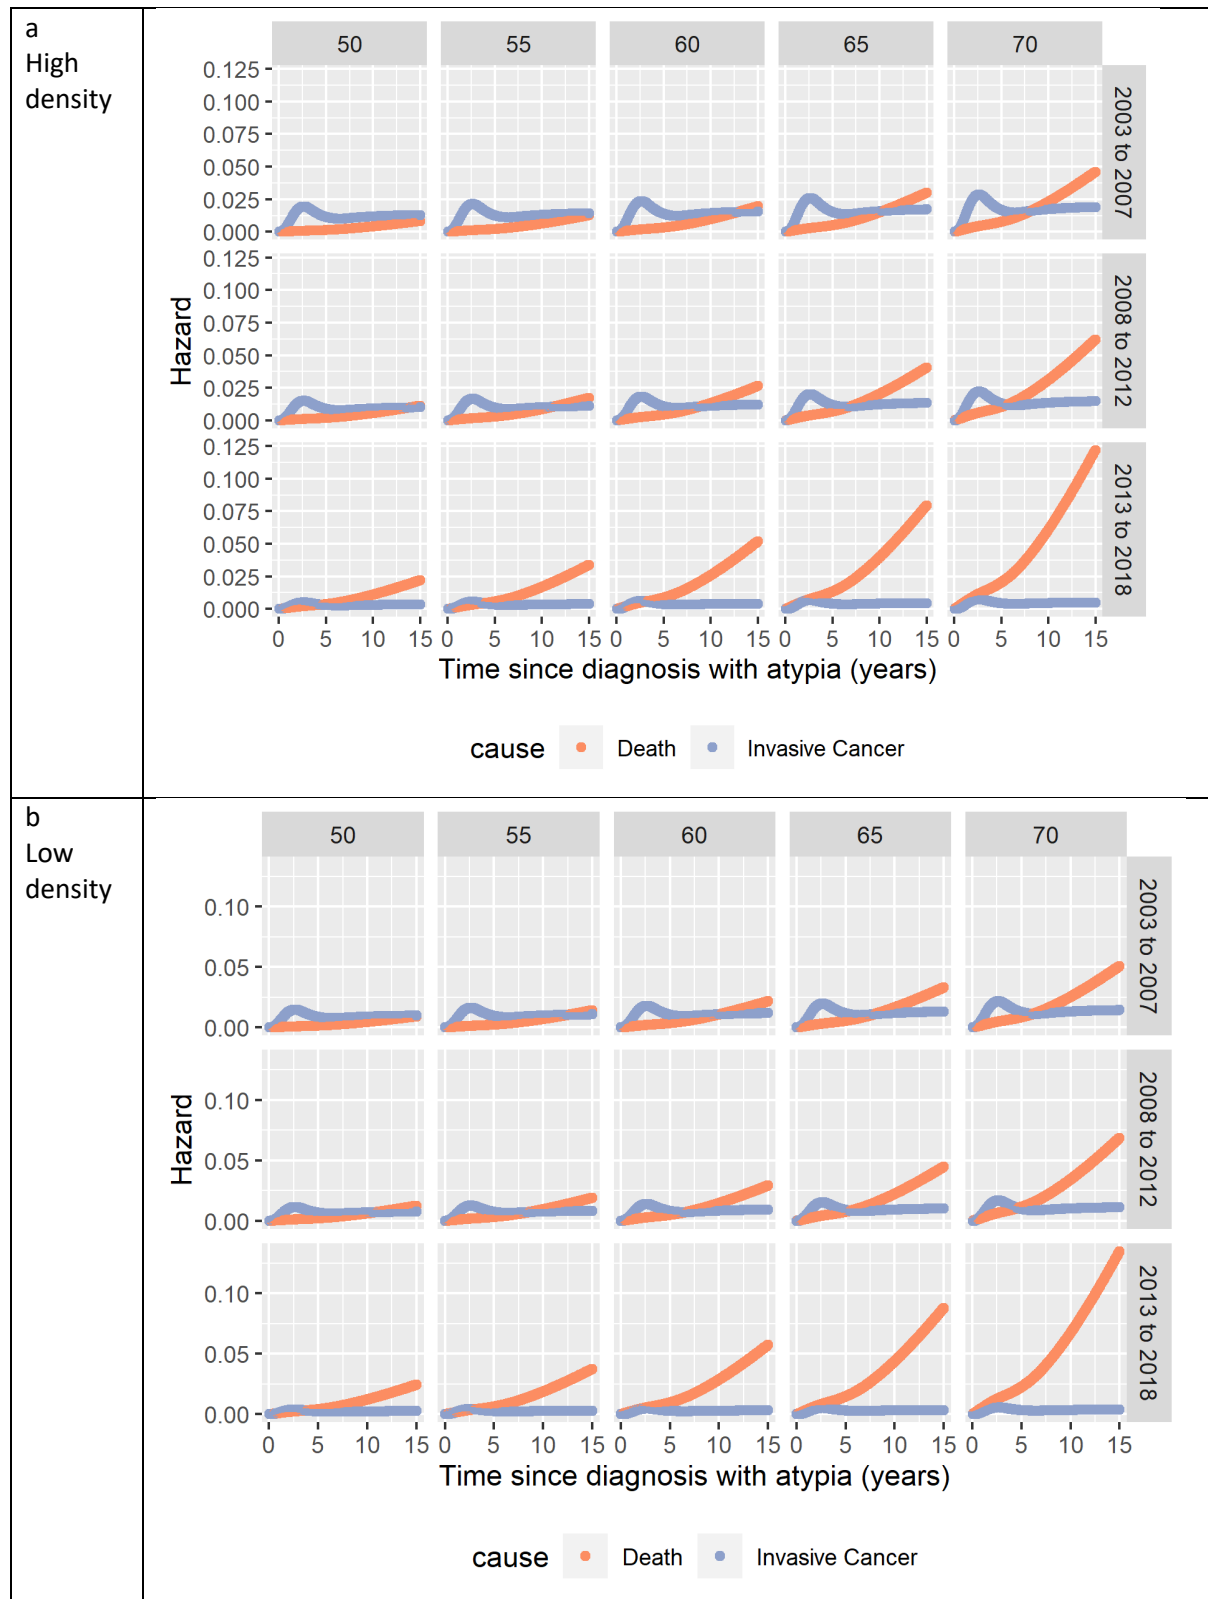 a
High
density
50 55 60 65 70
0.125
0.100
0.075
0.050
0.025
0.000
2003 to 2007
0.125
0.100
0.075
0.050
0.025
0.000
2008 to 2012
0.125
0.100
0.075
0.050
0.025
0.000
2013 to 2018
Hazard
0 5 10 15 0 5 10 15 0 5 10 15 0 5 10 15 0 5 10 15
Time since diagnosis with atypia (years)
cause Death Invasive Cancer
b
Low
density
50 55 60 65 70
0.10
0.05
0.00
2003 to 2007
0.10
0.05
0.00
2008 to 2012
0.10
0.05
0.00
2013 to 2018
Hazard
0 5 10 15 0 5 10 15 0 5 10 15 0 5 10 15 0 5 10 15
Time since diagnosis with atypia (years)
cause Death Invasive Cancer